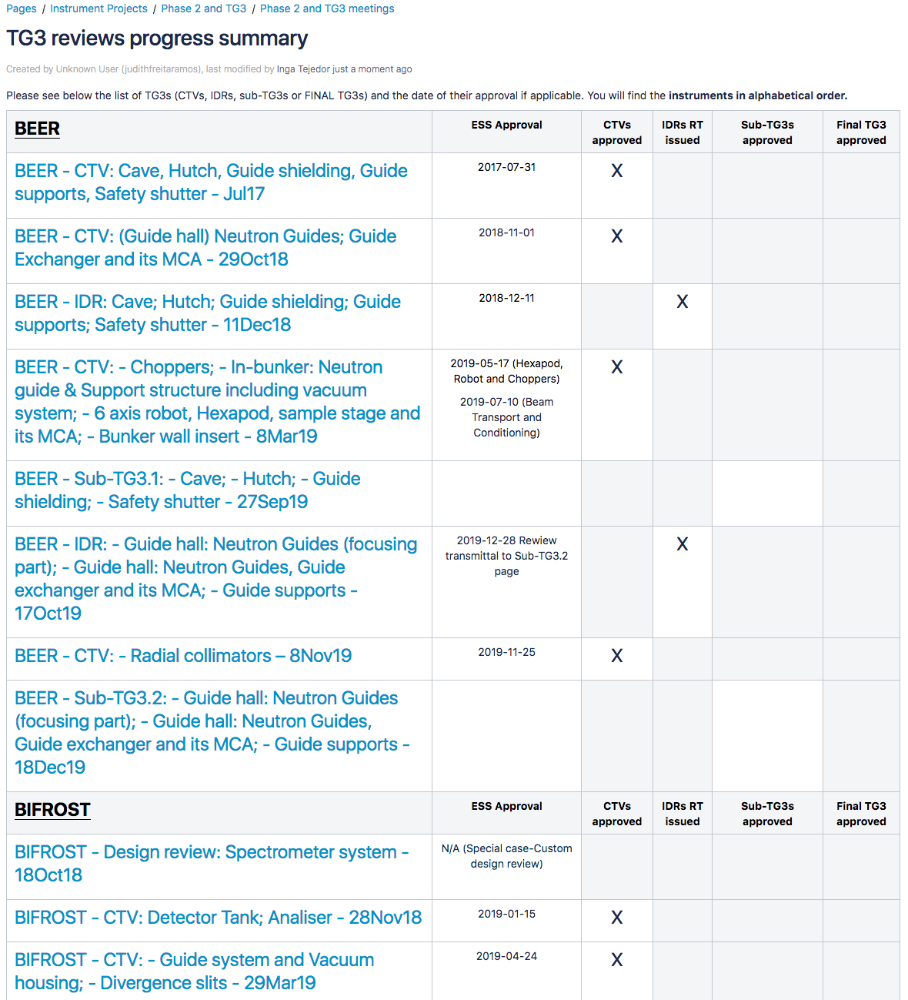 Pages / Instrument Projects / Phase 2 and TG3 / Phase 2 and TG3 meetings
TG3 reviews progress summary
Created by Unknown User (judithfreitaramos), last modified by Inga Tejedor just a moment ago
Please see below the list of TG3s (CTVs, IDRs, sub-TG3s or FINAL TG3s) and the date of their approval if applicable. You will find the instruments in alphabetical order.
BEER
ESS Approval
CTVs
approved
IDRs RT
issued
Sub-TG3s
approved
Final TG3
approved
BEER - CTV: Cave, Hutch, Guide shielding, Guide
supports, Safety shutter - Jul17
2017-07-31
X
BEER - CTV: (Guide hall) Neutron Guides; Guide
Exchanger and its MCA - 29Oct18
2018-11-01
X
BEER - IDR: Cave; Hutch; Guide shielding; Guide
supports; Safety shutter - 11Dec18
2018-12-11
X
BEER - CTV: - Choppers; - In-bunker: Neutron
guide & Support structure including vacuum
system; - 6 axis robot, Hexapod, sample stage and
its MCA; - Bunker wall insert - 8Mar19
2019-05-17 (Hexapod,
Robot and Choppers)
2019-07-10 (Beam
Transport and
Conditioning)
X
BEER - Sub-TG3.1: - Cave; - Hutch; - Guide
shielding; - Safety shutter - 27Sep19
BEER - IDR: - Guide hall: Neutron Guides (focusing
part); - Guide hall: Neutron Guides, Guide
exchanger and its MCA; - Guide supports -
17Oct19
2019-12-28 Rewiew
transmittal to Sub-TG3.2
page
X
BEER - CTV: - Radial collimators – 8Nov19
2019-11-25
X
BEER - Sub-TG3.2: - Guide hall: Neutron Guides
(focusing part); - Guide hall: Neutron Guides,
Guide exchanger and its MCA; - Guide supports -
18Dec19
BIFROST
ESS Approval
CTVs
approved
IDRs RT
issued
Sub-TG3s
approved
Final TG3
approved
BIFROST - Design review: Spectrometer system -
18Oct18
N/A (Special case-Custom
design review)
BIFROST - CTV: Detector Tank; Analiser - 28Nov18
2019-01-15
X
BIFROST - CTV: - Guide system and Vacuum
housing; - Divergence slits - 29Mar19
2019-04-24
X